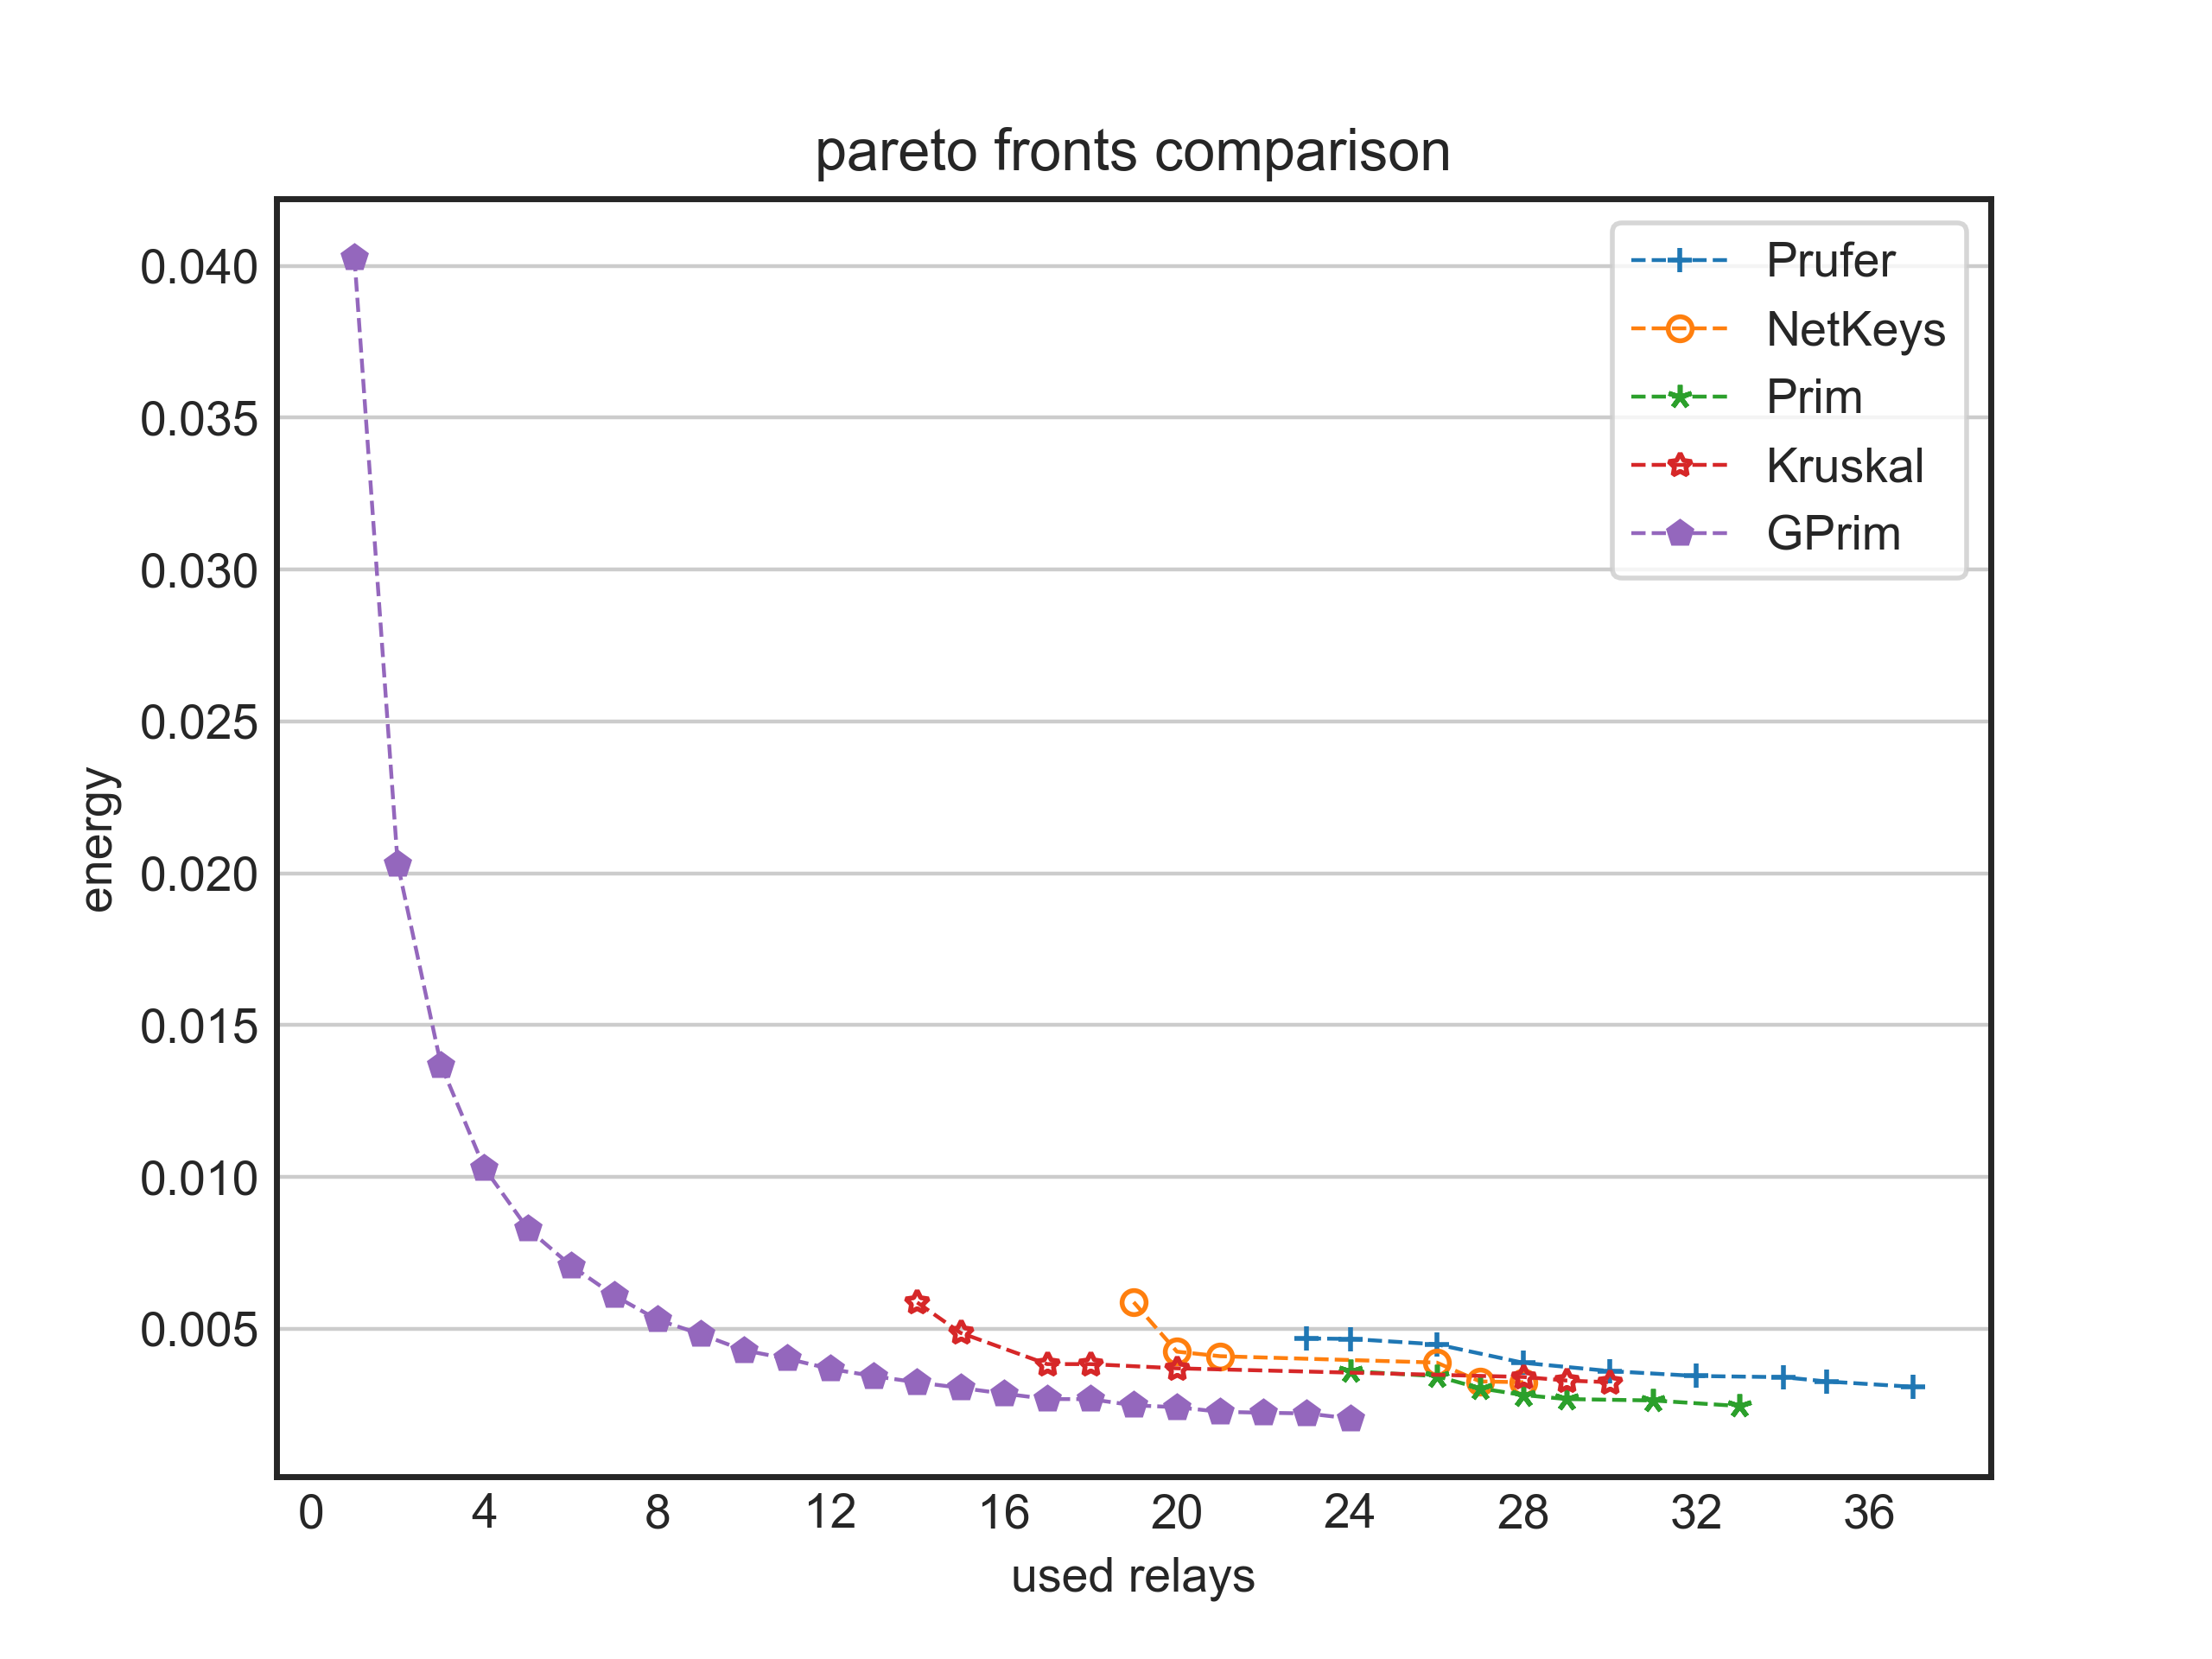 pareto fronts comparison
0.040
0.035
0.030
0.025
0.020
0.015
0.010
0.005
energy
Prufer
NetKeys
Prim
Kruskal
GPrim
0 4 8 12 16 20 24 28 32 36
used relays